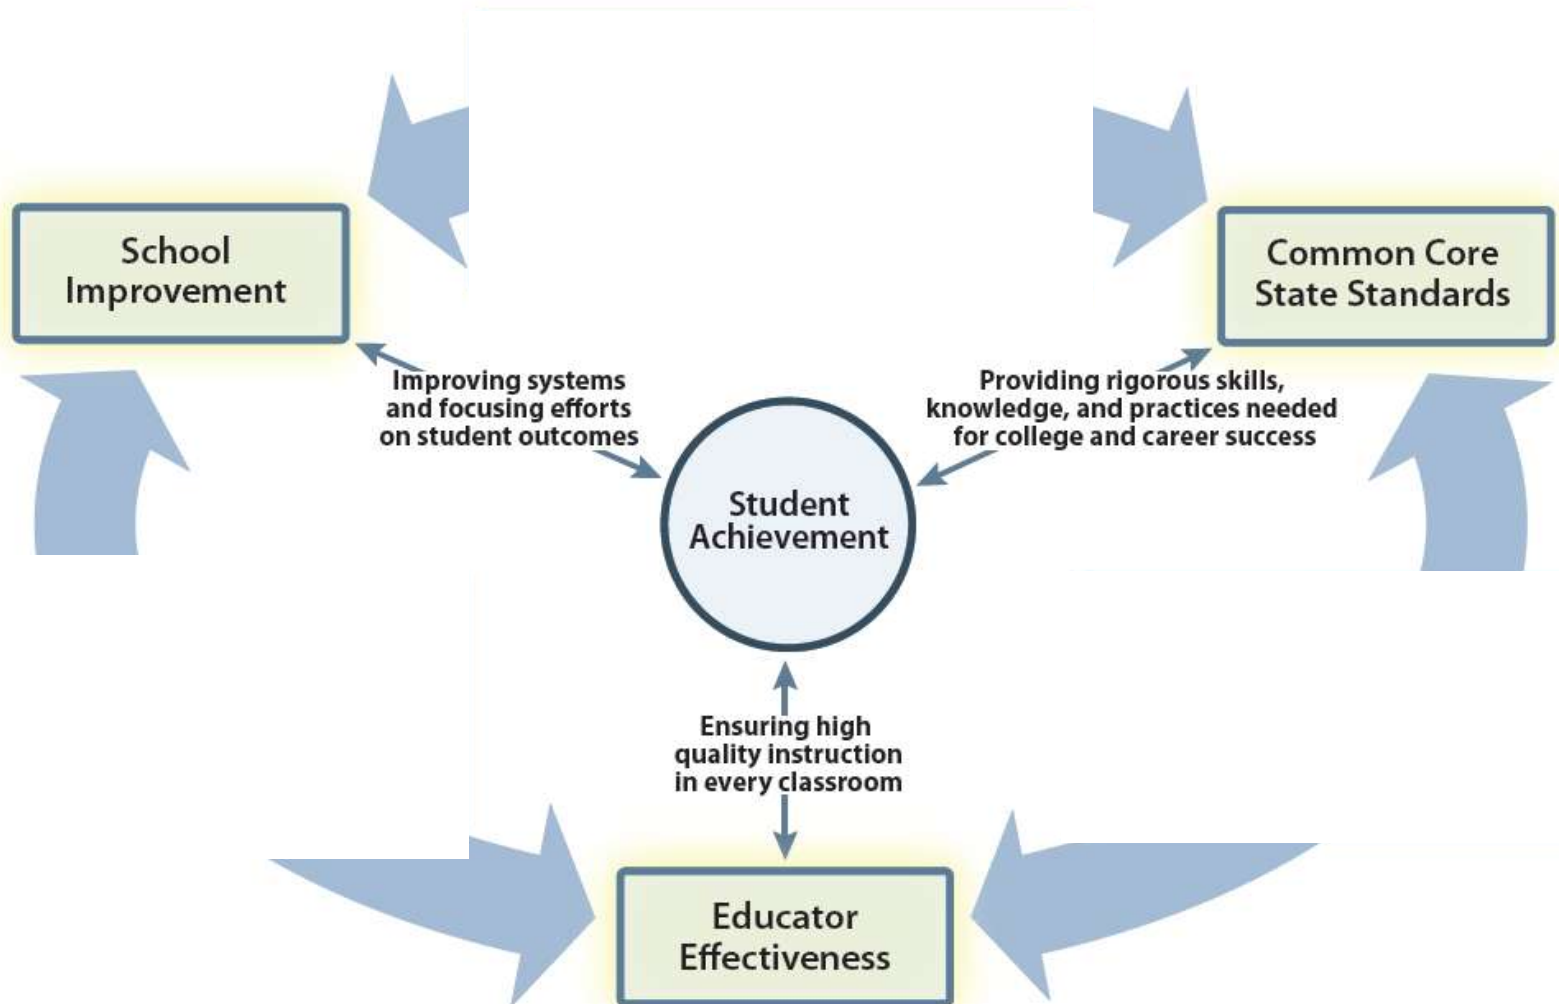 School
Improvement
Common Core
State Standards
Improving systems
and focusing efforts
on student outcomes
Providing rigorous skills,
knowledge, and practices needed
for college and career success
Student
Achievement
Ensuring high
quality instruction
in every classroom
Educator
Effectiveness